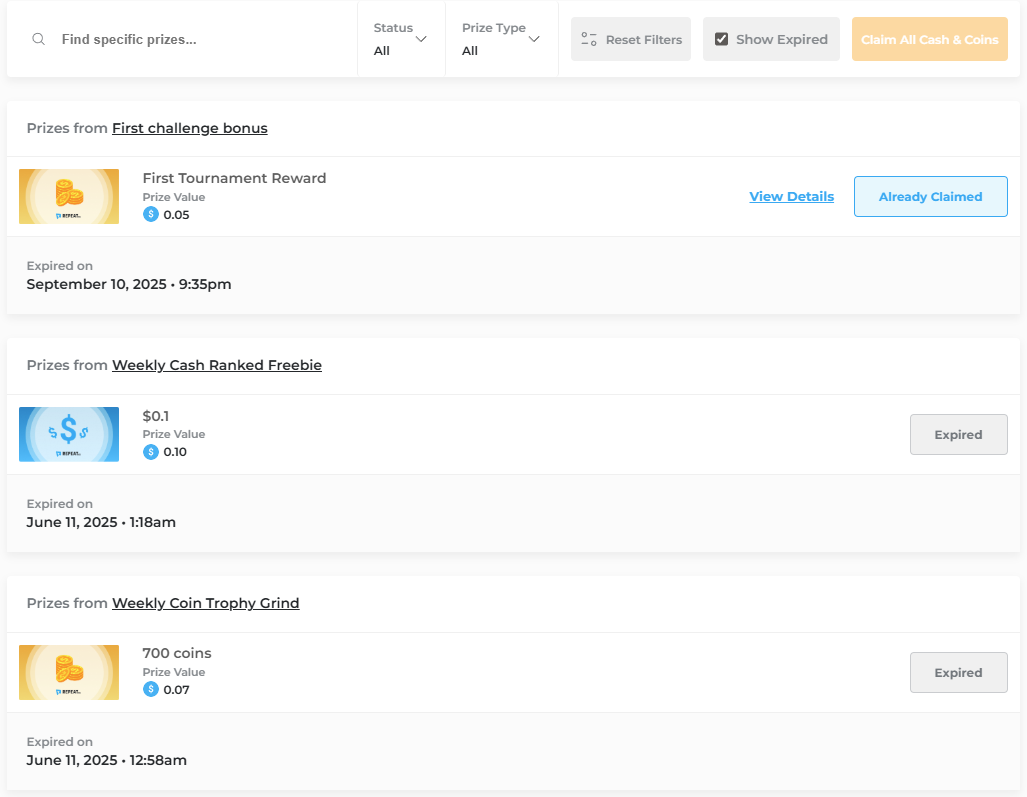 Find specific prizes...
Status
All
Prize Type
All
Reset Filters
Show Expired
Claim All Cash & Coins
Prizes from First challenge bonus
REPEAT
First Tournament Reward
Prize Value
$ 0.05
View Details
Already Claimed
Expired on
September 10, 2025 • 9:35pm
Prizes from Weekly Cash Ranked Freebie
$ $ $
REPEAT
$0.1
Prize Value
$ 0.10
Expired
Expired on
June 11, 2025 • 1:18am
Prizes from Weekly Coin Trophy Grind
REPEAT
700 coins
Prize Value
$ 0.07
Expired
Expired on
June 11, 2025 • 12:58am